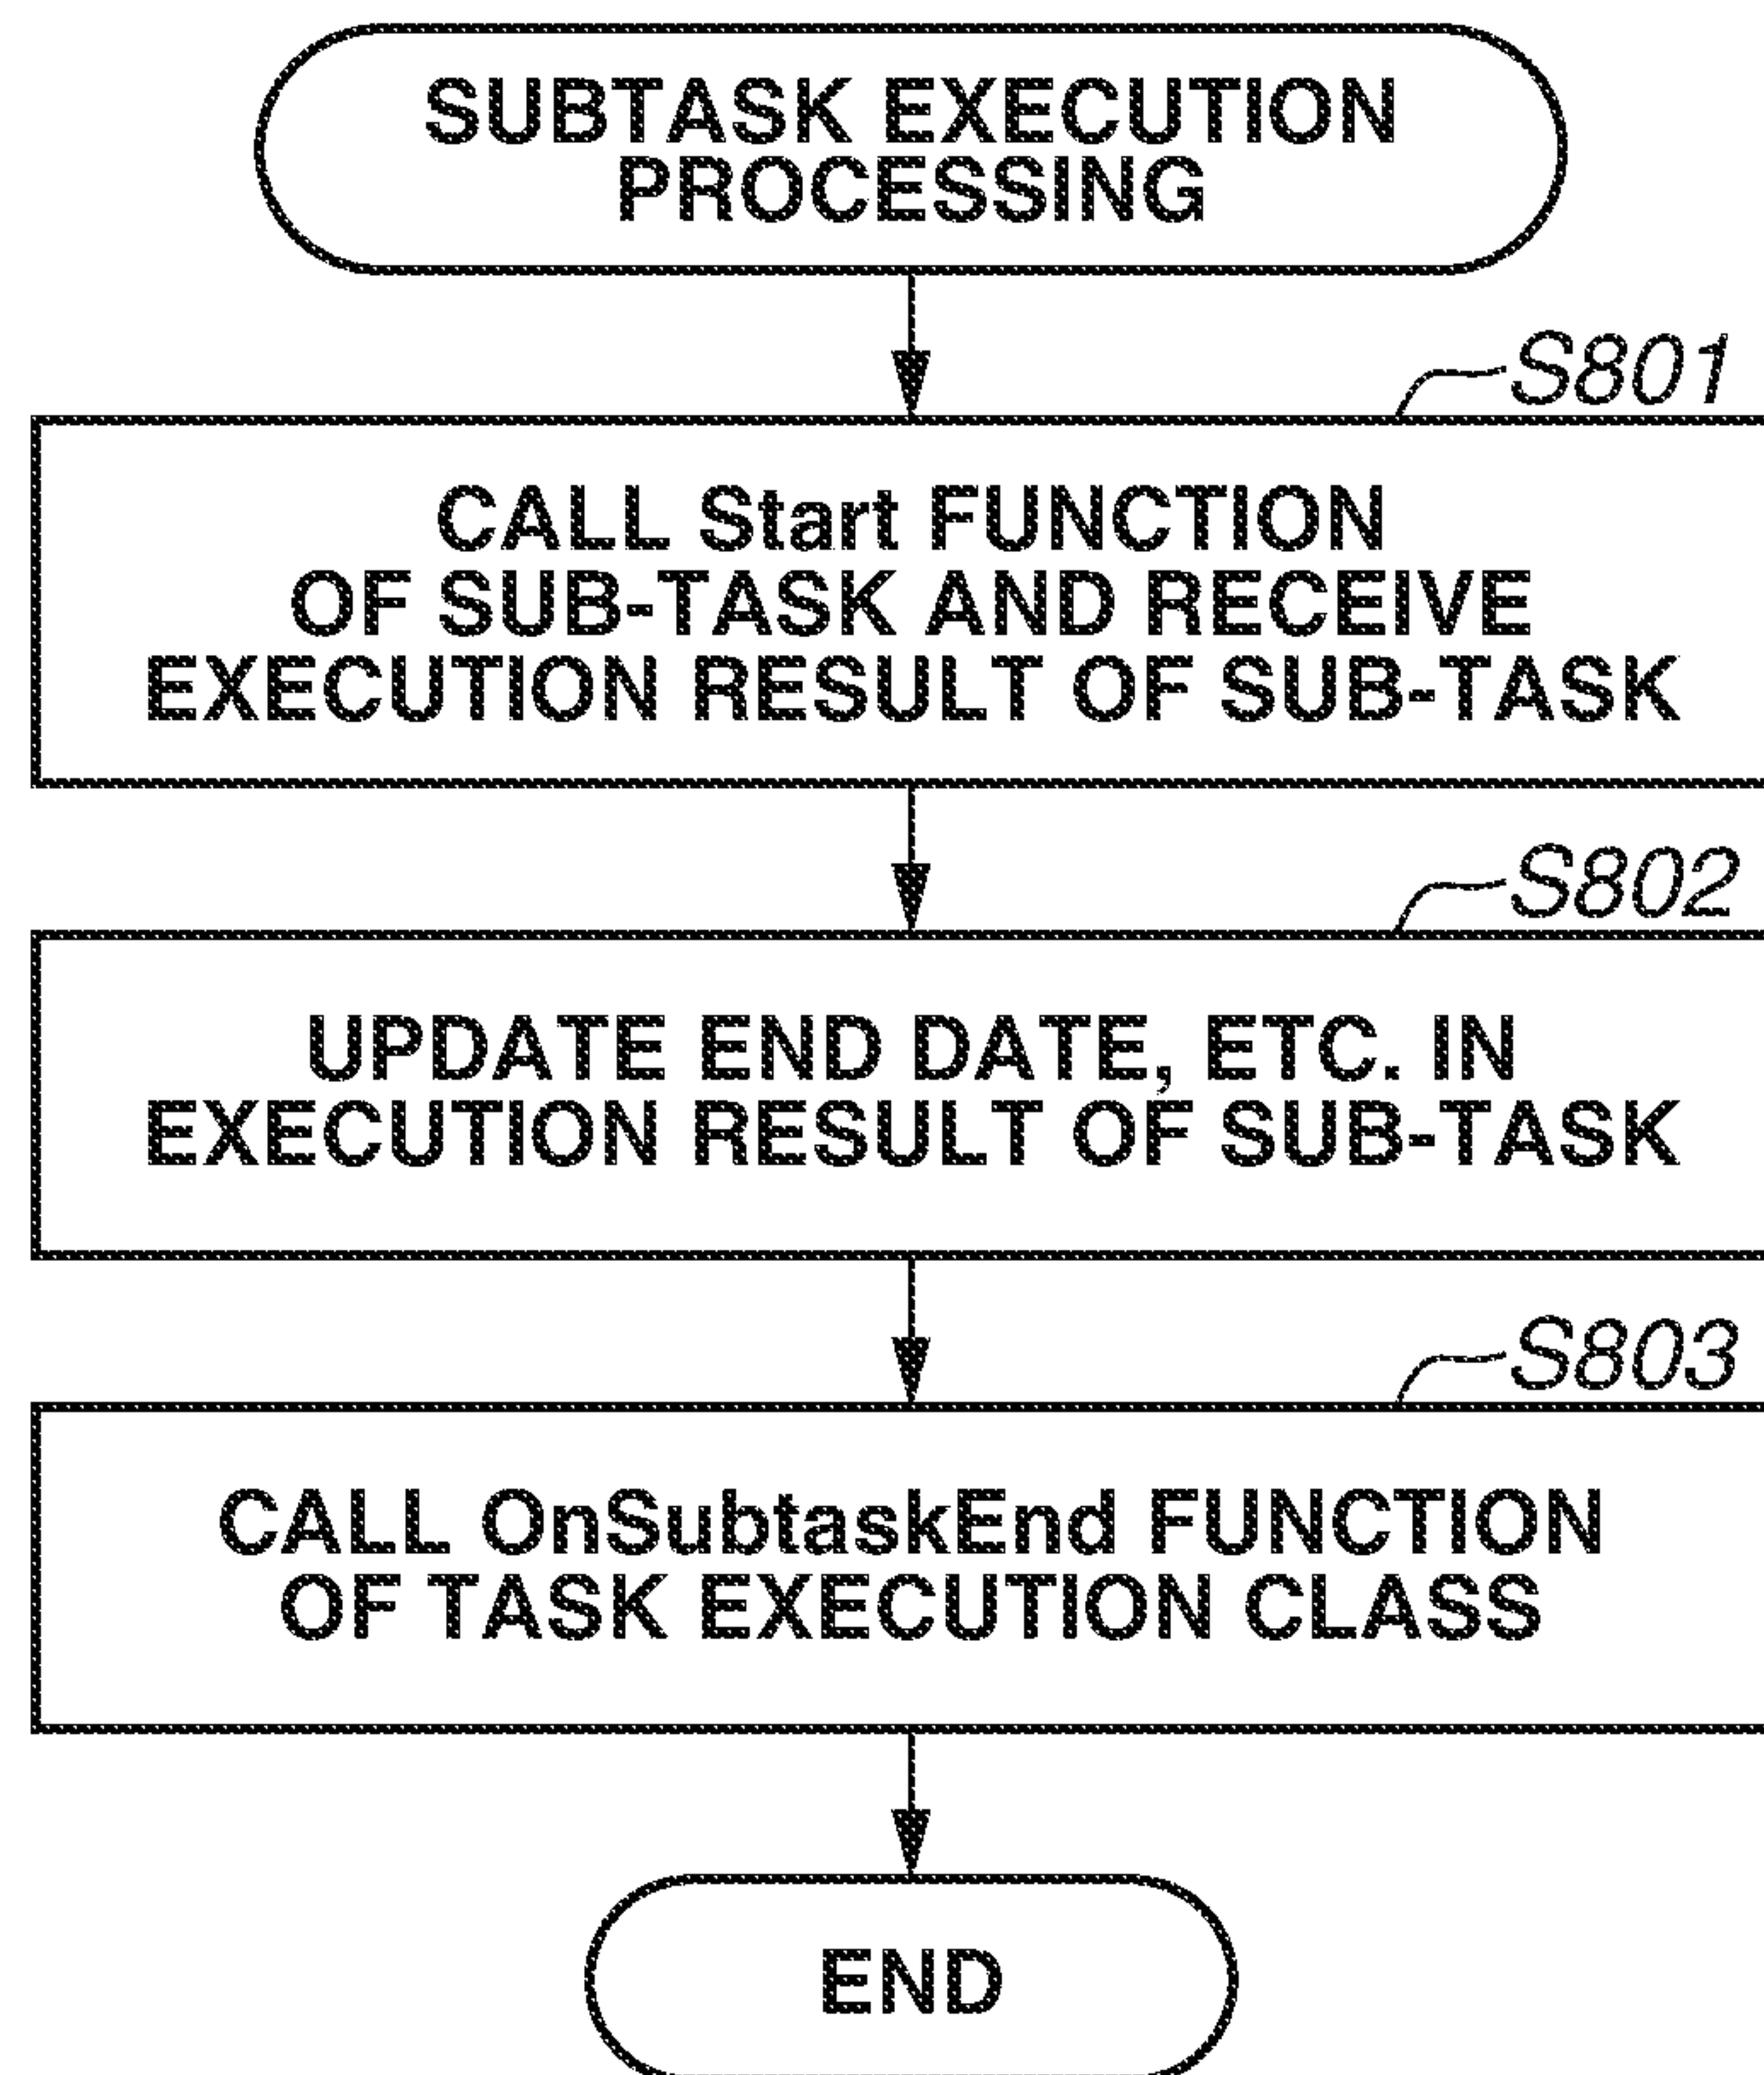 SUBTASK EXECUTION
PROCESSING
S801
CALL Start FUNCTION
OF SUB-TASK AND RECEIVE
EXECUTION RESULT OF SUB-TASK
S802
UPDATE END DATE, ETC. IN
EXECUTION RESULT OF SUB-TASK
S803
CALL OnSubtaskEnd FUNCTION
OF TASK EXECUTION CLASS
END